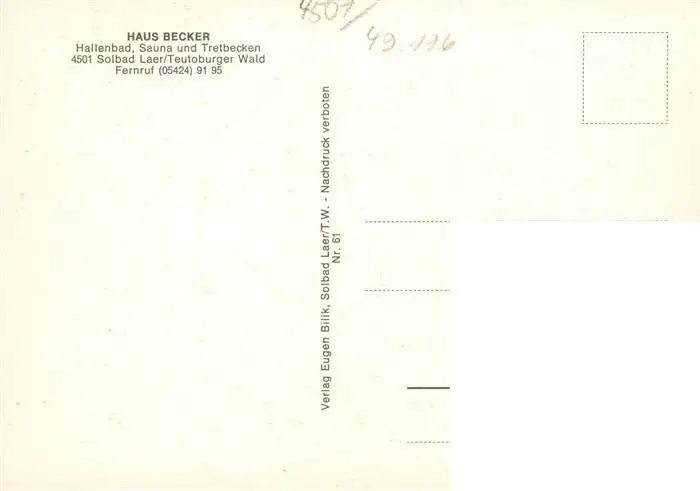 HAUS BECKER
Hallenbad, Sauna und Tretbecken
4501 Solbad Laer/Teutoburger Wald
Fernruf (05424) 91 95
4501/
49.116
Verlag Eugen Bilik, Solbad Laer/T.W. - Nachdruck verboten
Nr. 61